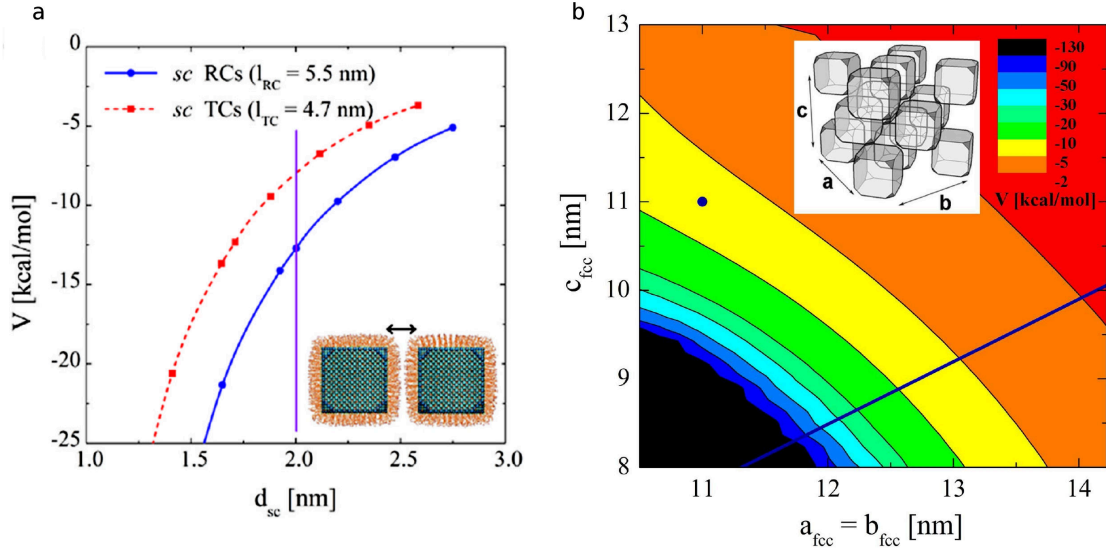 a
0
-5
-10
-15
-20
-25
V [kcal/mol]
sc RCs (l_RC = 5.5 nm)
sc TCs (l_TC = 4.7 nm)
1.0 1.5 2.0 2.5 3.0
d_sc [nm]
b
13
12
11
10
9
8
c_fcc [nm]
c
a
b
-130
-90
-50
-30
-20
-10
-5
-2
V [kcal/mol]
11 12 13 14
a_fcc = b_fcc [nm]